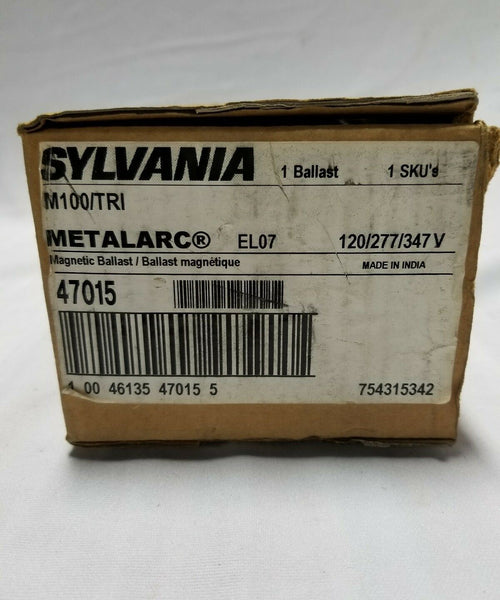 SYLVANIA 1 Ballast 1 SKU's
M100/TRI
METALARC® EL07 120/277/347 V
Magnetic Ballast / Ballast magnétique MADE IN INDIA
47015
1 00 46135 47015 5 754315342